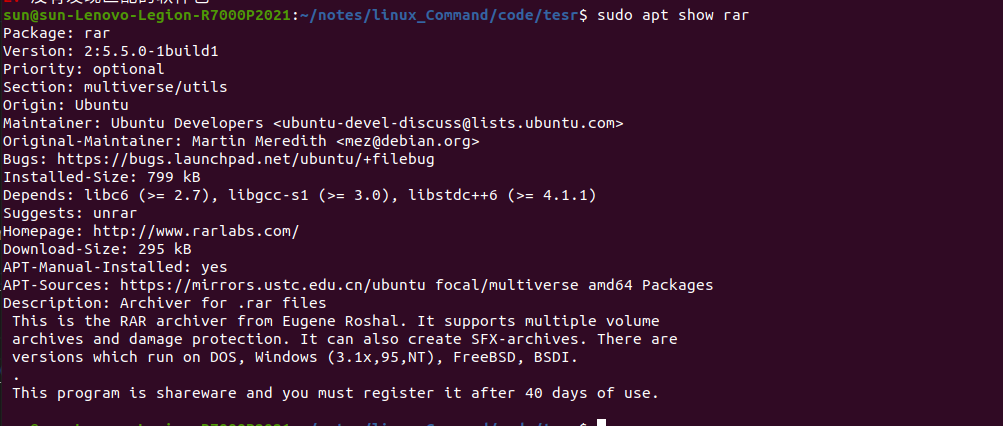 sun@sun-Lenovo-Legion-R7000P2021:~/notes/linux_Command/code/tesr$ sudo apt show rar
Package: rar
Version: 2:5.5.0-1build1
Priority: optional
Section: multiverse/utils
Origin: Ubuntu
Maintainer: Ubuntu Developers <ubuntu-devel-discuss@lists.ubuntu.com>
Original-Maintainer: Martin Meredith <mez@debian.org>
Bugs: https://bugs.launchpad.net/ubuntu/+filebug
Installed-Size: 799 kB
Depends: libc6 (>= 2.7), libgcc-s1 (>= 3.0), libstdc++6 (>= 4.1.1)
Suggests: unrar
Homepage: http://www.rarlabs.com/
Download-Size: 295 kB
APT-Manual-Installed: yes
APT-Sources: https://mirrors.ustc.edu.cn/ubuntu focal/multiverse amd64 Packages
Description: Archiver for .rar files
 This is the RAR archiver from Eugene Roshal. It supports multiple volume
 archives and damage protection. It can also create SFX-archives. There are
 versions which run on DOS, Windows (3.1x,95,NT), FreeBSD, BSDI.
 .
 This program is shareware and you must register it after 40 days of use.